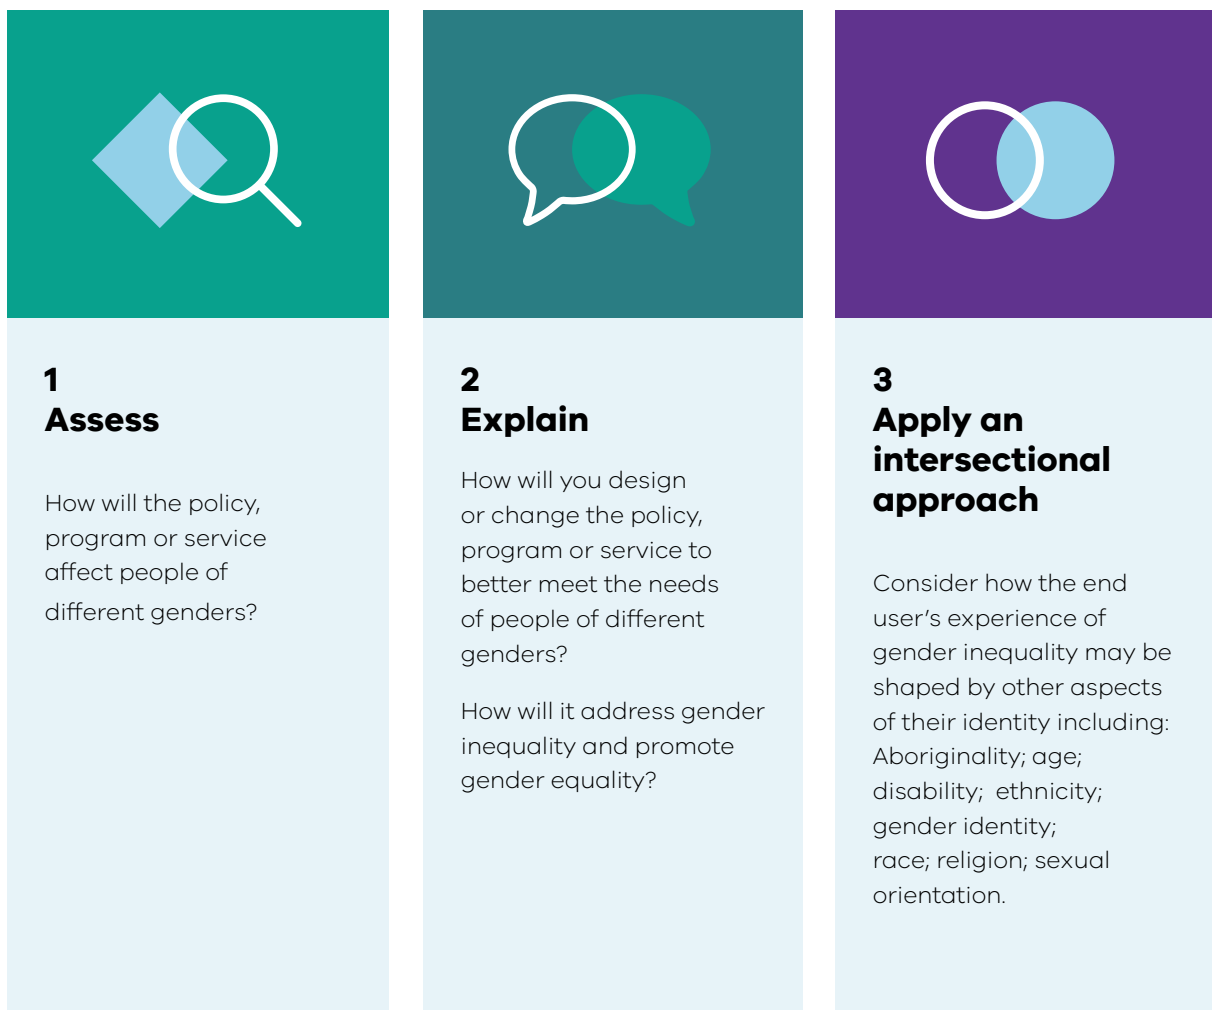 1
Assess
How will the policy,
program or service
affect people of
different genders?
2
Explain
How will you design
or change the policy,
program or service to
better meet the needs
of people of different
genders?
How will it address gender
inequality and promote
gender equality?
3
Apply an
intersectional
approach
Consider how the end
user’s experience of
gender inequality may be
shaped by other aspects
of their identity including:
Aboriginality; age;
disability;  ethnicity;
gender identity;
race; religion; sexual
orientation.